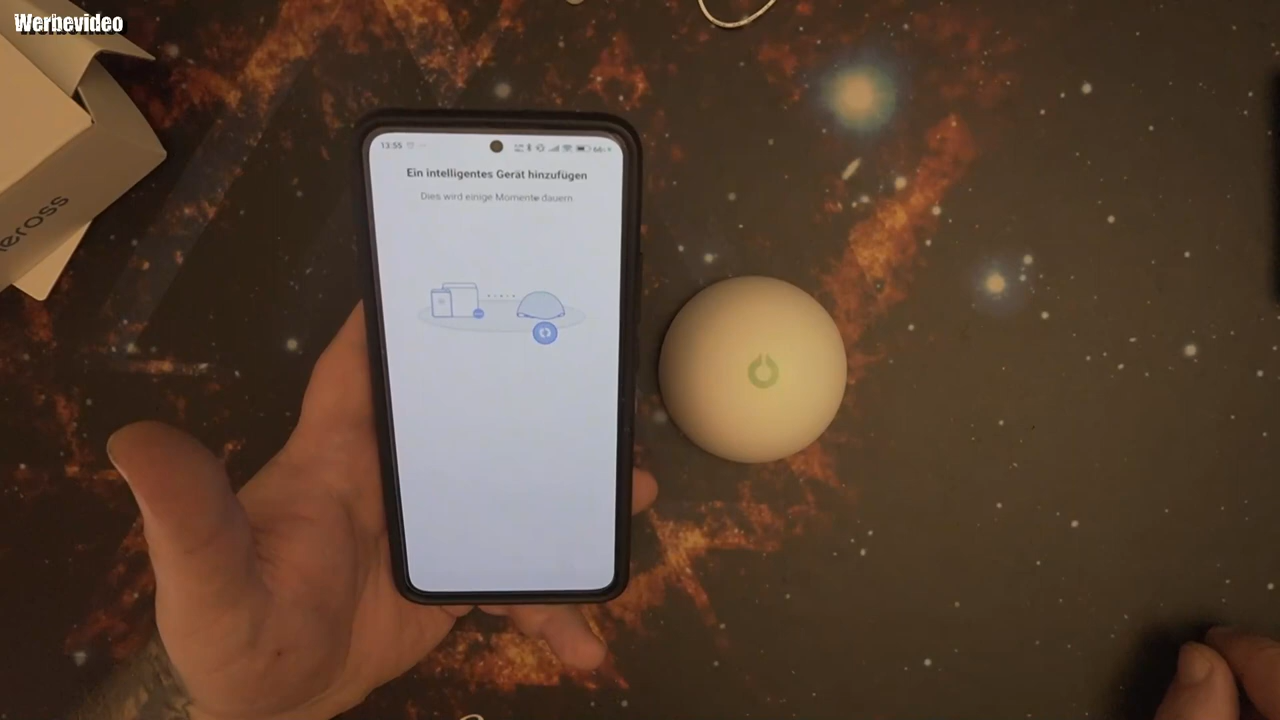 Werbevideo
13:55
Ein intelligentes Gerät hinzufügen
Dies wird einige Momente dauern
eross